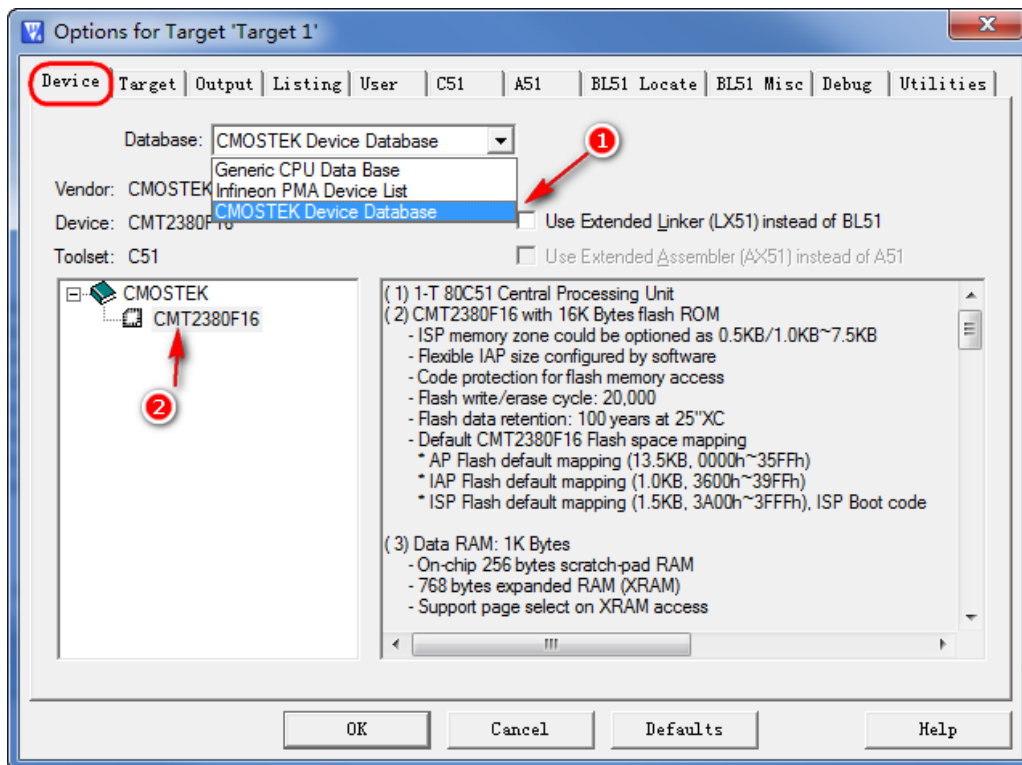 Options for Target 'Target 1'
Device Target Output Listing User C51 A51 BL51 Locate BL51 Misc Debug Utilities
Database: CMOSTEK Device Database
1
Generic CPU Data Base
Vendor: CMOSTEK Infineon PMA Device List
CMOSTEK Device Database
Device: CMT2380F16
Use Extended Linker (LX51) instead of BL51
Toolset: C51
Use Extended Assembler (AX51) instead of A51
CMOSTEK
CMT2380F16
2
( 1) 1-T 80C51 Central Processing Unit
( 2) CMT2380F16 with 16K Bytes flash ROM
- ISP memory zone could be optioned as 0.5KB/1.0KB~7.5KB
- Flexible IAP size configured by software
- Code protection for flash memory access
- Flash write/erase cycle: 20,000
- Flash data retention: 100 years at 25"XC
- Default CMT2380F16 Flash space mapping
* AP Flash default mapping (13.5KB, 0000h~35FFh)
* IAP Flash default mapping (1.0KB, 3600h~39FFh)
* ISP Flash default mapping (1.5KB, 3A00h~3FFFh), ISP Boot code
( 3) Data RAM: 1K Bytes
- On-chip 256 bytes scratch-pad RAM
- 768 bytes expanded RAM (XRAM)
- Support page select on XRAM access
OK Cancel Defaults Help